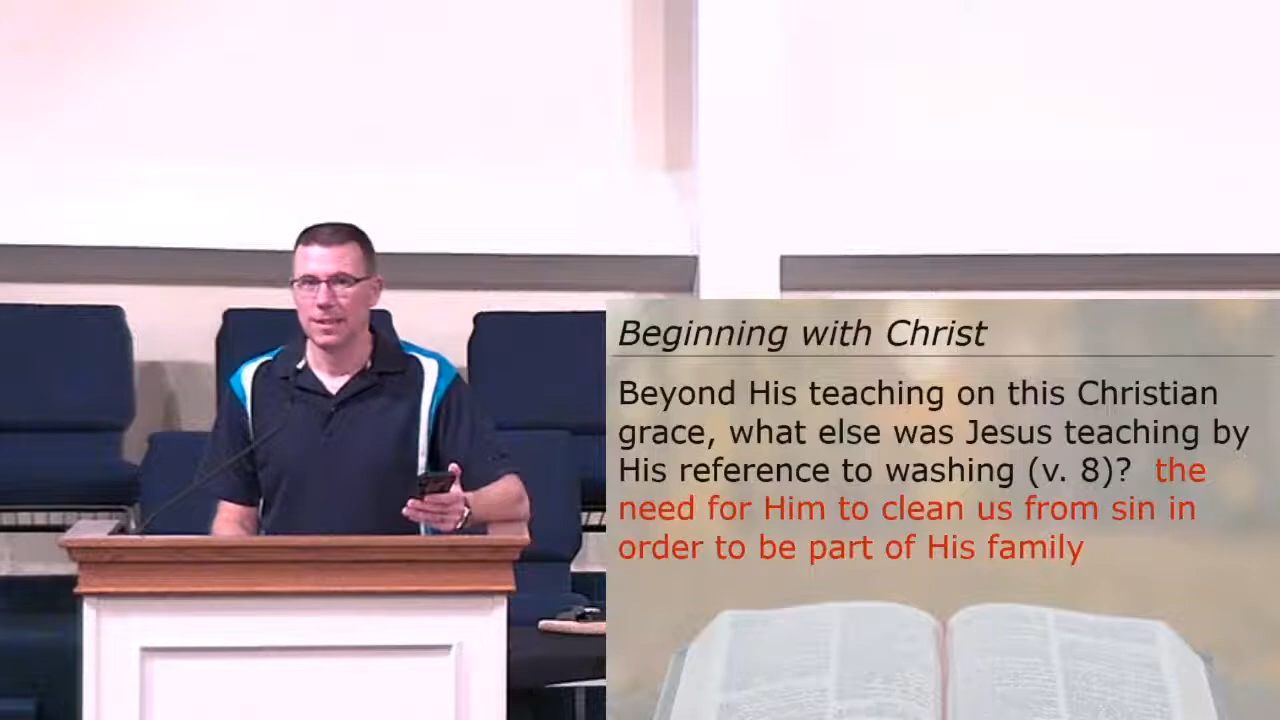 Beginning with Christ
Beyond His teaching on this Christian
grace, what else was Jesus teaching by
His reference to washing (v. 8)? the
need for Him to clean us from sin in
order to be part of His family